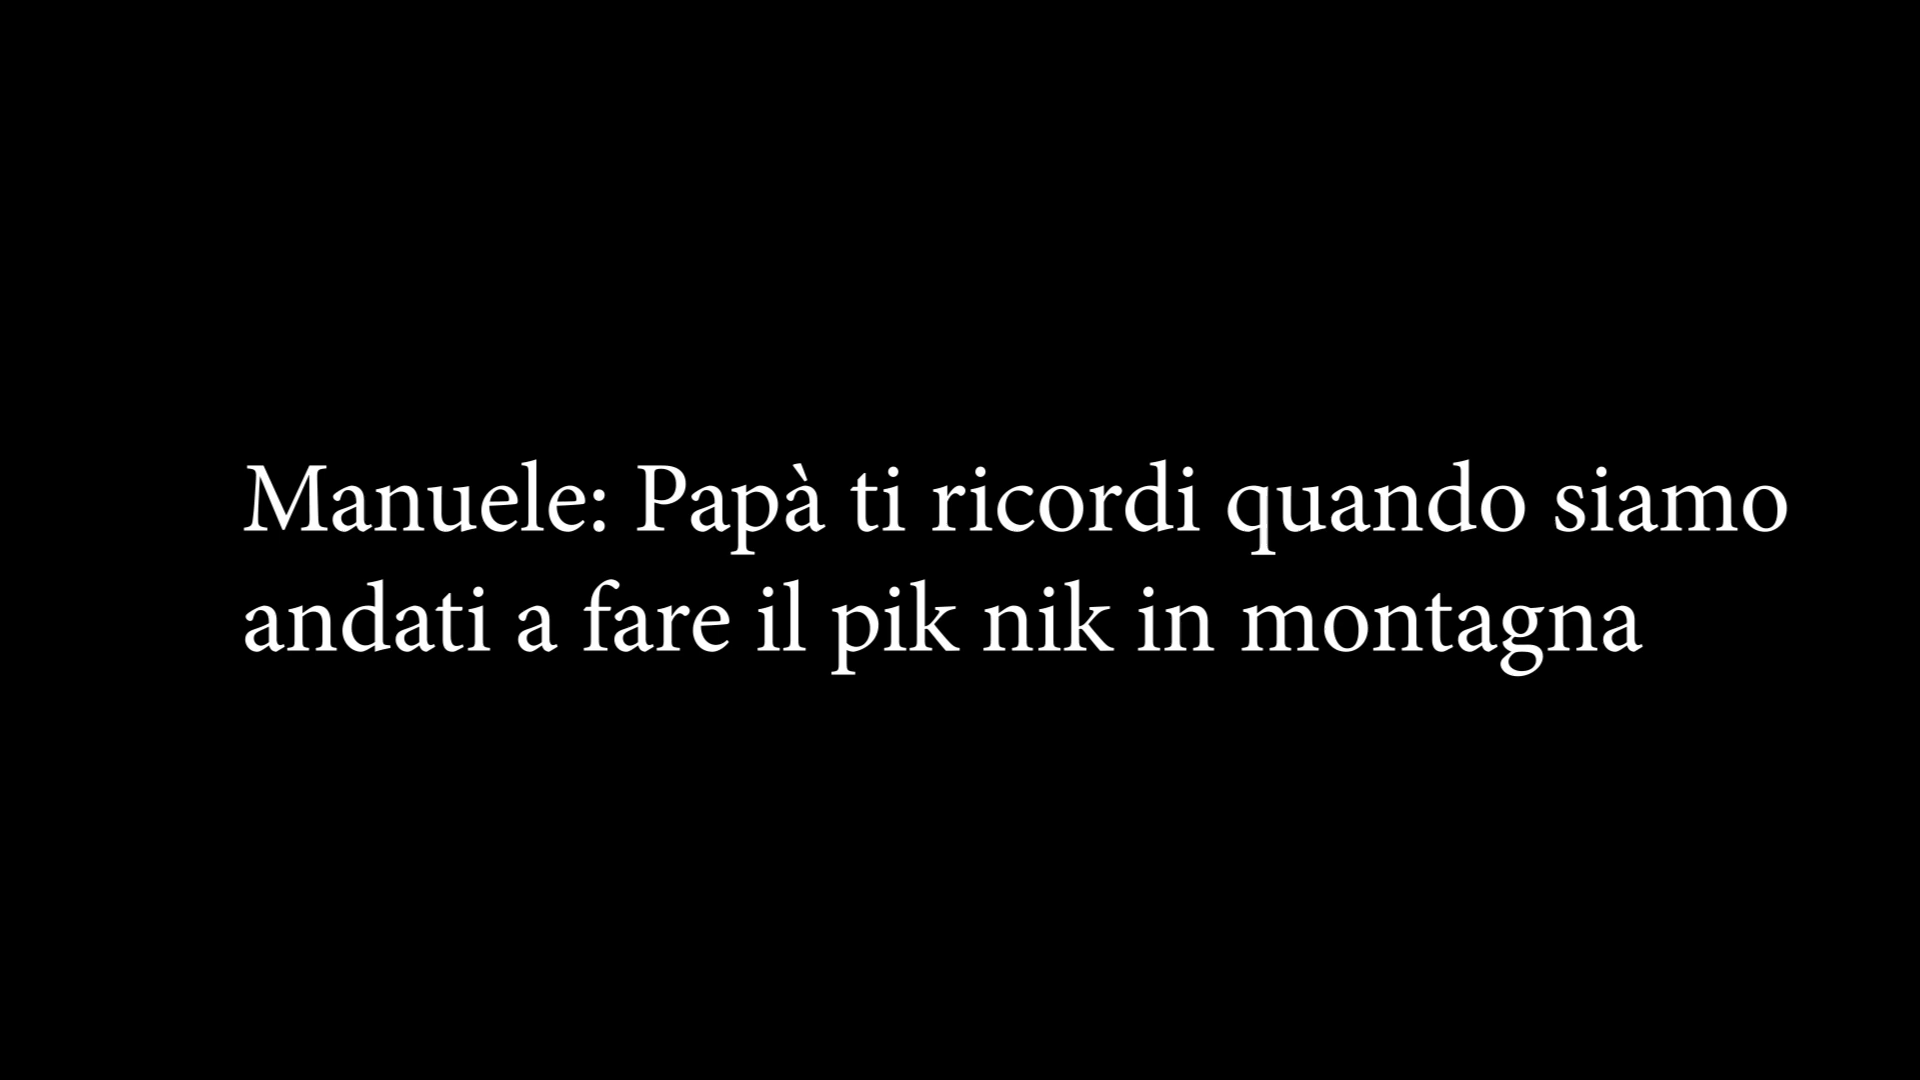 Manuele: Papà ti ricordi quando siamo
andati a fare il pik nik in montagna